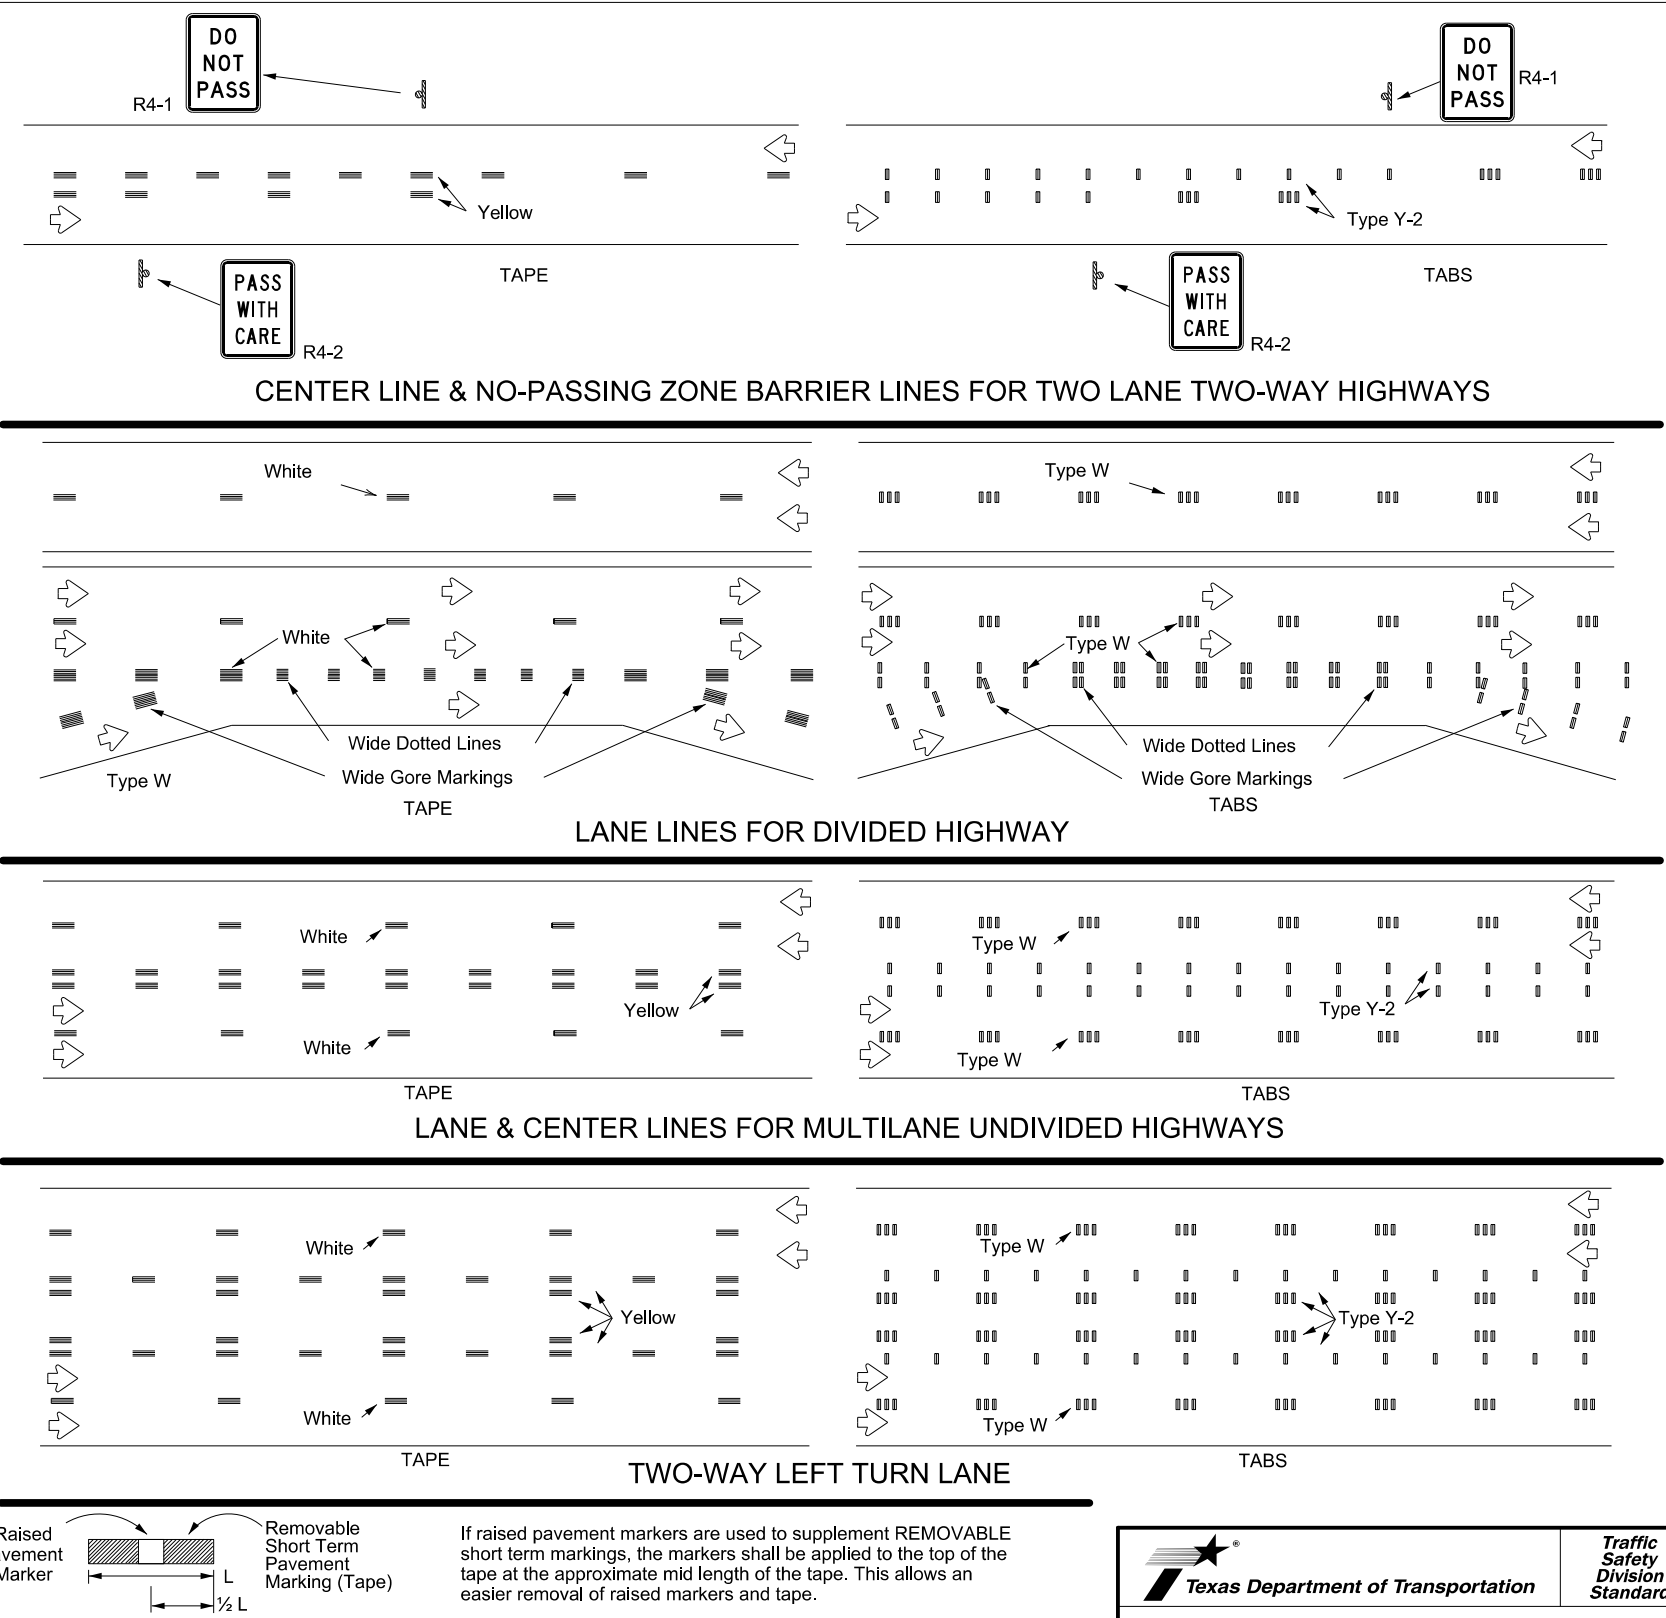 DO
NOT
PASS
R4-1
DO
NOT
PASS
R4-1
Yellow
Type Y-2
PASS
WITH
CARE
R4-2
TAPE
PASS
WITH
CARE
R4-2
TABS
CENTER LINE & NO-PASSING ZONE BARRIER LINES FOR TWO LANE TWO-WAY HIGHWAYS
White
Type W
White
Type W
Wide Dotted Lines
Wide Gore Markings
Type W
TAPE
Wide Dotted Lines
Wide Gore Markings
TABS
LANE LINES FOR DIVIDED HIGHWAY
White
Yellow
White
TAPE
Type W
Type Y-2
Type W
TABS
LANE & CENTER LINES FOR MULTILANE UNDIVIDED HIGHWAYS
White
Yellow
White
TAPE
Type W
Type Y-2
Type W
TABS
TWO-WAY LEFT TURN LANE
Raised
avement
Marker
L
½ L
Removable
Short Term
Pavement
Marking (Tape)
If raised pavement markers are used to supplement REMOVABLE
short term markings, the markers shall be applied to the top of the
tape at the approximate mid length of the tape. This allows an
easier removal of raised markers and tape.
®
Texas Department of Transportation
Traffic
Safety
Division
Standard